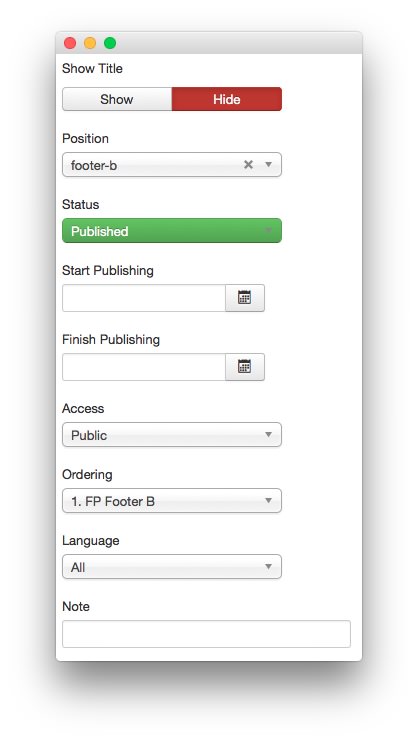 Show Title
Show Hide
Position
footer-b
Status
Published
Start Publishing
Finish Publishing
Access
Public
Ordering
1. FP Footer B
Language
All
Note